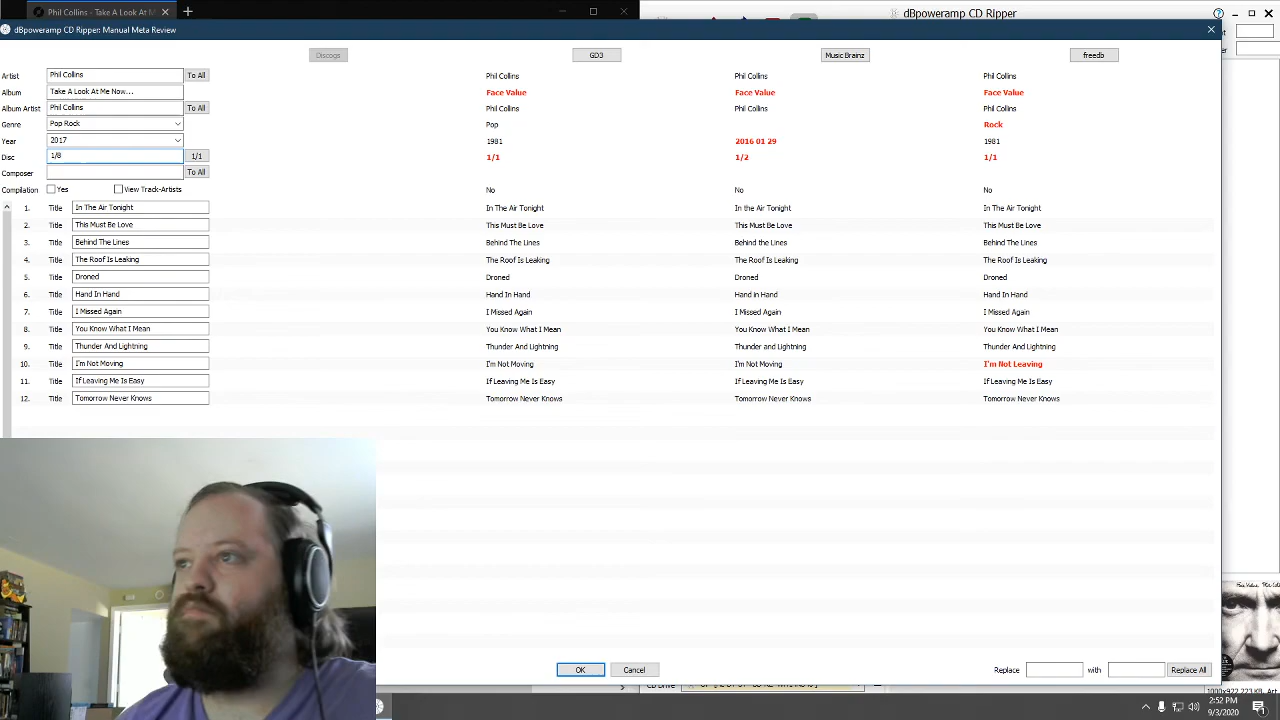 Phil Collins - Take A Look At M
dBpoweramp CD Ripper
dBpoweramp CD Ripper: Manual Meta Review
Discogs GD3 Music Brainz freedb
Artist Phil Collins To All Phil Collins Phil Collins Phil Collins
Album Take A Look At Me Now... Face Value Face Value Face Value
Album Artist Phil Collins To All Phil Collins Phil Collins Phil Collins
Genre Pop Rock Pop Rock
Year 2017 1981 2016 01 29 1981
Disc 1/8 1/1 1/1 1/2 1/1
Composer To All
Compilation Yes View Track-Artists No No No
1. Title In The Air Tonight In The Air Tonight In the Air Tonight In The Air Tonight
2. Title This Must Be Love This Must Be Love This Must Be Love This Must Be Love
3. Title Behind The Lines Behind The Lines Behind the Lines Behind The Lines
4. Title The Roof Is Leaking The Roof Is Leaking The Roof Is Leaking The Roof Is Leaking
5. Title Droned Droned Droned Droned
6. Title Hand In Hand Hand In Hand Hand in Hand Hand In Hand
7. Title I Missed Again I Missed Again I Missed Again I Missed Again
8. Title You Know What I Mean You Know What I Mean You Know What I Mean You Know What I Mean
9. Title Thunder And Lightning Thunder And Lightning Thunder and Lightning Thunder And Lightning
10. Title I'm Not Moving I'm Not Moving I'm Not Moving I'm Not Leaving
11. Title If Leaving Me Is Easy If Leaving Me Is Easy If Leaving Me Is Easy If Leaving Me Is Easy
12. Title Tomorrow Never Knows Tomorrow Never Knows Tomorrow Never Knows Tomorrow Never Knows
OK Cancel Replace with Replace All
CD Drive
2:52 PM
9/3/2020